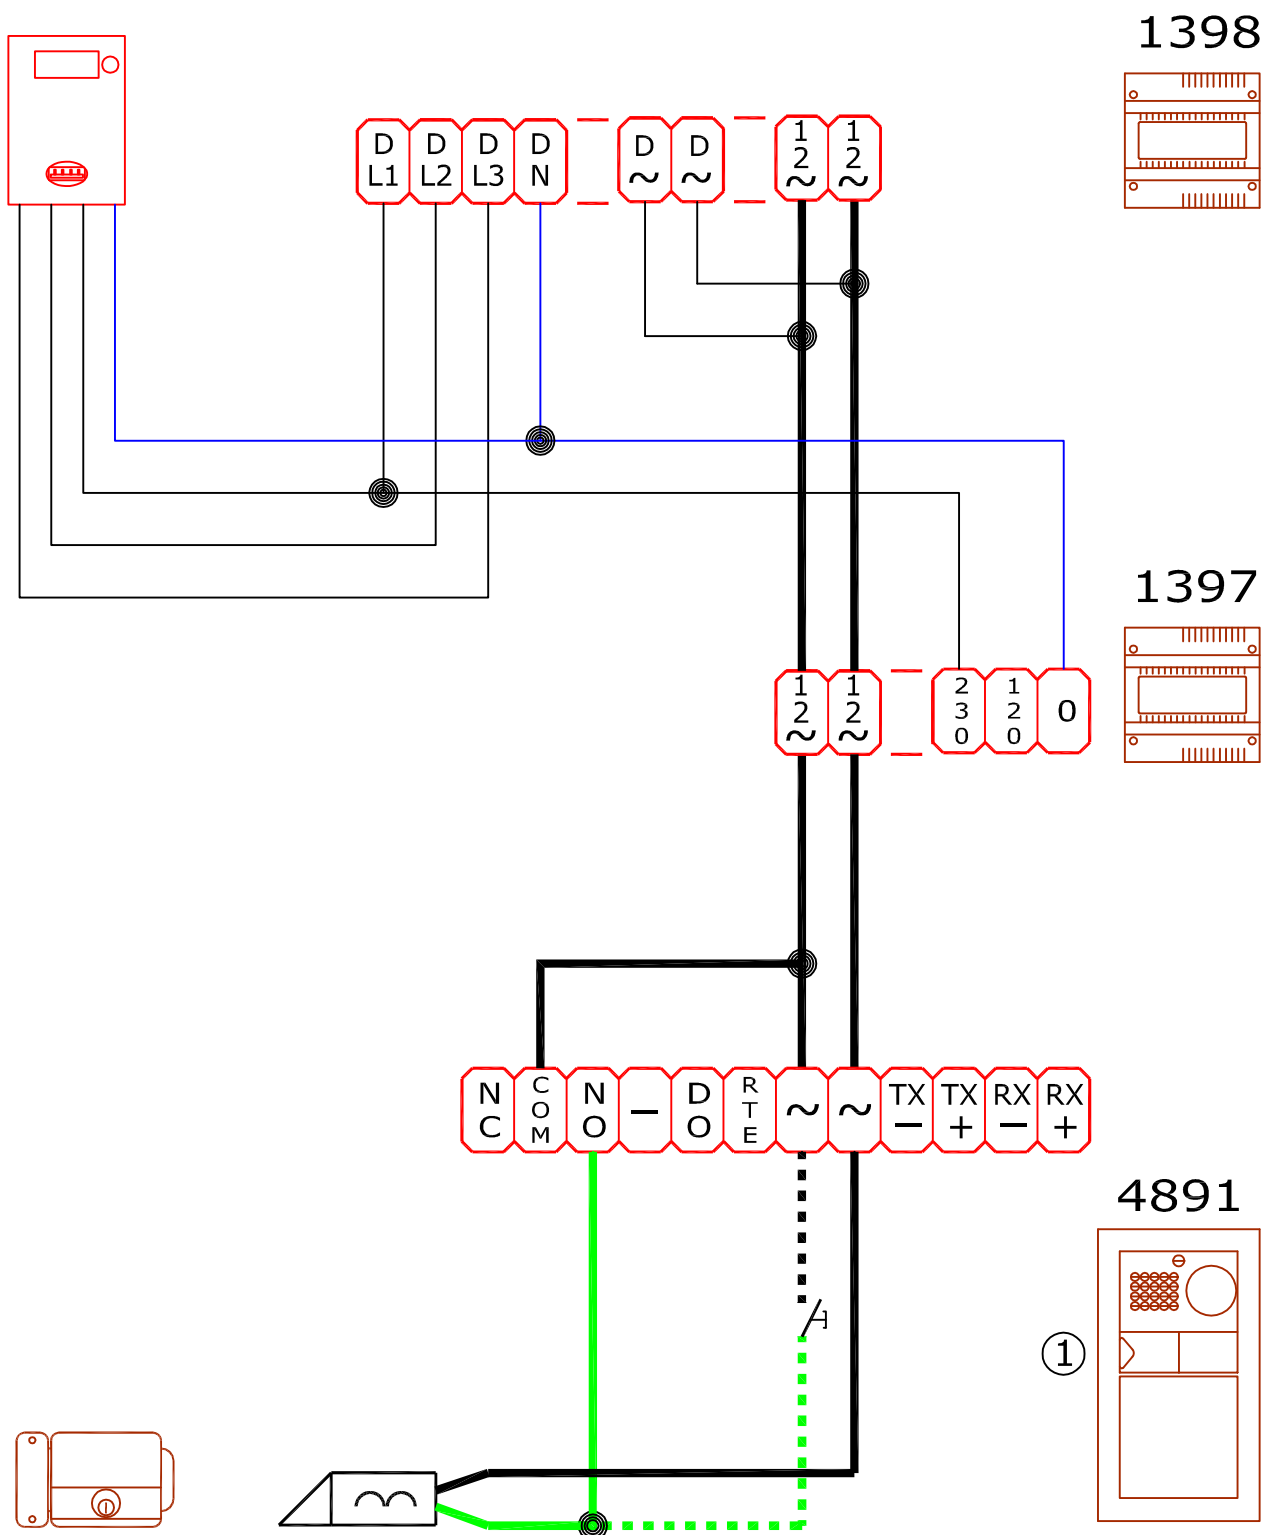 1398
D L1
D L2
D L3
D N
D ~
D ~
12~
12~
1397
12~
12~
230
120
0
NC
COM
NO
—
DO
RTE
~
~
TX —
TX +
RX —
RX +
4891
1